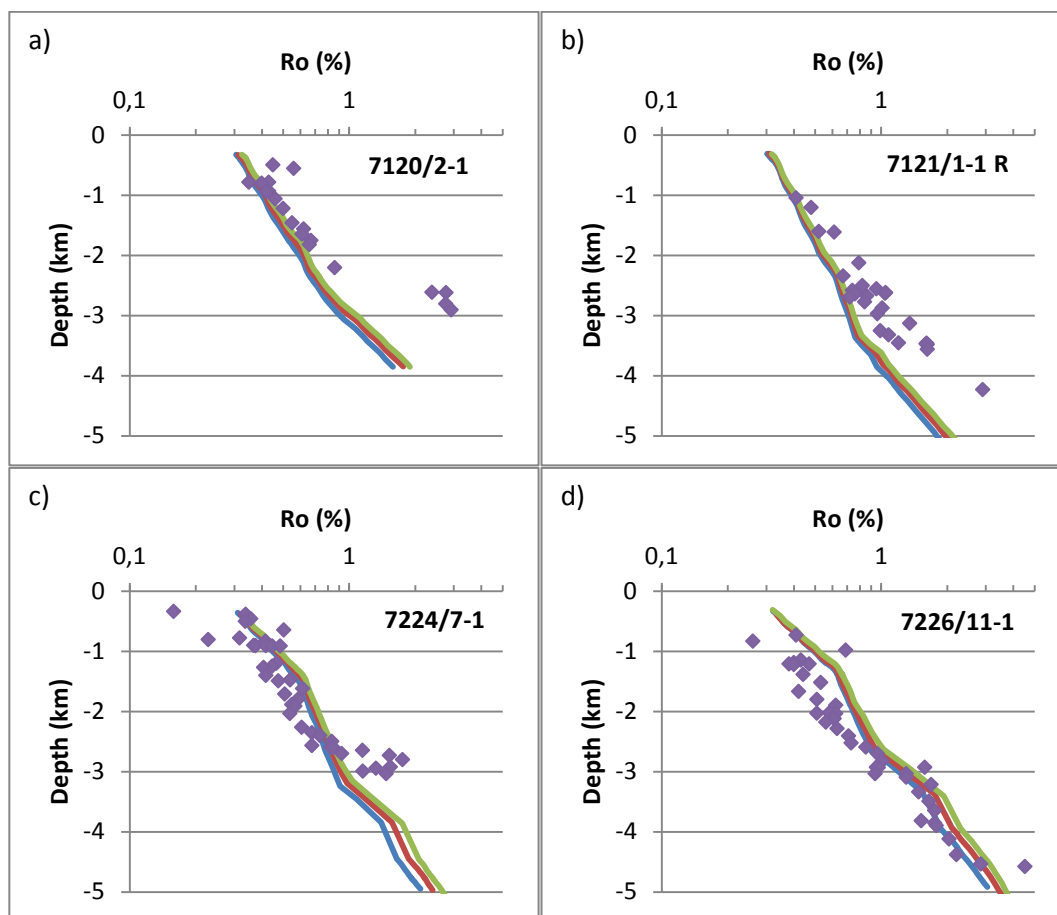 a)
Ro (%)
0,1 1
0
7120/2-1
-1
-2
-3
-4
-5
Depth (km)
b)
Ro (%)
0,1 1
0
7121/1-1 R
-1
-2
-3
-4
-5
Depth (km)
c)
Ro (%)
0,1 1
0
7224/7-1
-1
-2
-3
-4
-5
Depth (km)
d)
Ro (%)
0,1 1
0
7226/11-1
-1
-2
-3
-4
-5
Depth (km)